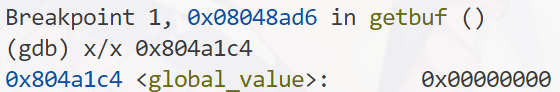 Breakpoint 1, 0x08048ad6 in getbuf ()
(gdb) x/x 0x804a1c4
0x804a1c4 <global_value>:       0x00000000